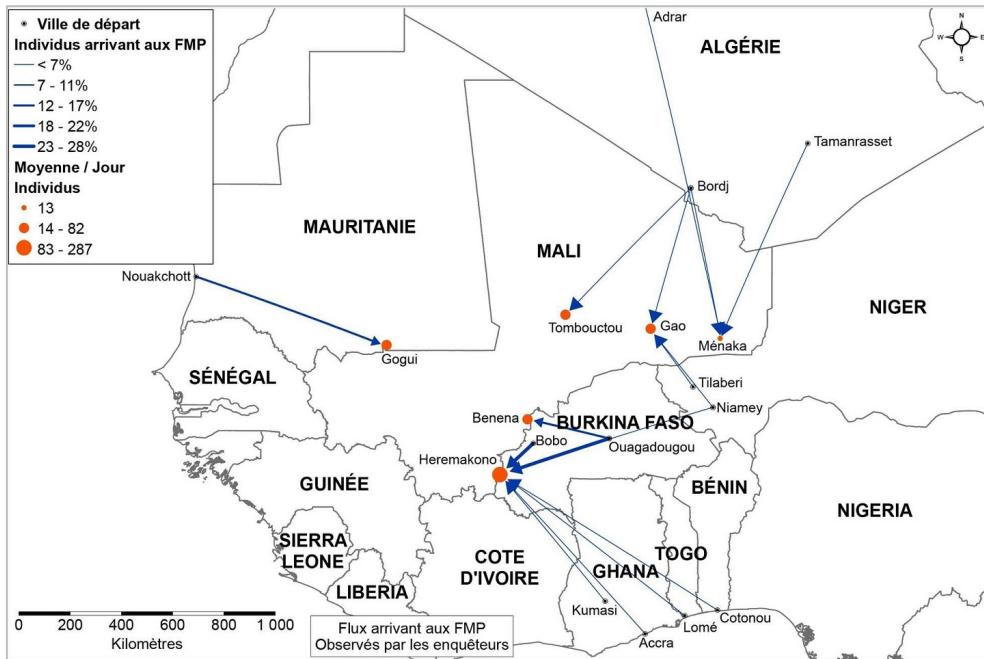 Ville de départ
Individus arrivant aux FMP
< 7%
7 - 11%
12 - 17%
18 - 22%
23 - 28%
Moyenne / Jour
Individus
13
14 - 82
83 - 287
Adrar
ALGÉRIE
N
W E
S
Tamanrasset
Bordj
MAURITANIE
MALI
Nouakchott
NIGER
Tombouctou
Gao
Ménaka
Gogui
SÉNÉGAL
Tilaberi
Niamey
Benena
BURKINA FASO
Bobo
Ouagadougou
Heremakono
GUINÉE
BÉNIN
NIGERIA
SIERRA
LEONE
COTE
D'IVOIRE
TOGO
GHANA
LIBERIA
Kumasi
Cotonou
Lomé
Accra
0 200 400 600 800 1 000
Kilomètres
Flux arrivant aux FMP
Observés par les enquêteurs